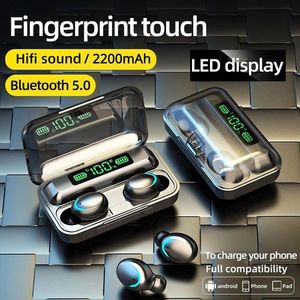 Fingerprint touch
Hifi sound / 2200mAh
Bluetooth 5.0
LED display
100
100
To charge your phone
Full compatibility
android
Phone
Pad